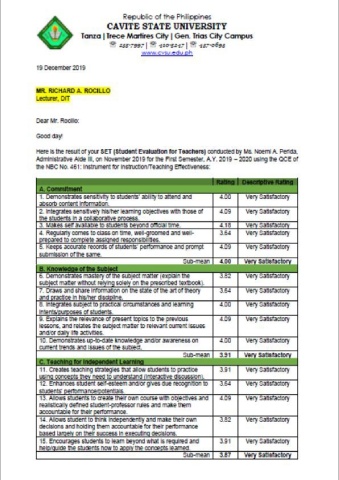 Republic of the Philippines
CAVITE STATE UNIVERSITY
Tanza | Trece Martires City | Gen. Trias City Campus
www.cvsu.edu.ph
19 December 2019
MR. RICHARD A. ROCILLO
Lecturer, DIT
Dear Mr. Rocillo:
Good day!
Here is the result of your SET (Student Evaluation for Teachers) conducted by Ms. Noemi A. Perida,
Administrative Aide III, on November 2019 for the First Semester, A.Y. 2019 – 2020 using the QCE of
the NBC No. 461: Instrument for Instruction/Teaching Effectiveness:
Rating Descriptive Rating
A. Commitment
1. Demonstrates sensitivity to students' ability to attend and
absorb content information. 4.00 Very Satisfactory
2. Integrates sensitively his/her learning objectives with those of
the students in a collaborative process. 4.09 Very Satisfactory
3. Makes self available to students beyond official time. 4.18 Very Satisfactory
4. Regularly comes to class on time, well-groomed and well-
prepared to complete assigned responsibilities. 3.64 Very Satisfactory
5. Keeps accurate records of students' performance and prompt
submission of the same. 4.09 Very Satisfactory
Sub-mean 4.00 Very Satisfactory
B. Knowledge of the Subject
6. Demonstrates mastery of the subject matter (explain the
subject matter without relying solely on the prescribed textbook). 3.82 Very Satisfactory
7. Draws and share information on the state of the art of theory
and practice in his/her discipline. 3.64 Very Satisfactory
8. Integrates subject to practical circumstances and learning
intents/purposes of students. 4.00 Very Satisfactory
9. Explains the relevance of present topics to the previous
lessons, and relates the subject matter to relevant current issues
and/or daily life activities. 4.09 Very Satisfactory
10. Demonstrates up-to-date knowledge and/or awareness on
current trends and issues of the subject. 4.00 Very Satisfactory
Sub-mean 3.91 Very Satisfactory
C. Teaching for Independent Learning
11. Creates teaching strategies that allow students to practice
using concepts they need to understand (interactive discussion). 3.91 Very Satisfactory
12. Enhances student self-esteem and/or gives due recognition to
students' performance/potentials. 3.64 Very Satisfactory
13. Allows students to create their own course with objectives and
realistically defined student-professor rules and make them
accountable for their performance. 4.09 Very Satisfactory
14. Allows student to think independently and make their own
decisions and holding them accountable for their performance
based largely on their success in executing decisions. 3.82 Very Satisfactory
15. Encourages students to learn beyond what is required and
help/guide the students how to apply the concepts learned. 3.91 Very Satisfactory
Sub-mean 3.87 Very Satisfactory